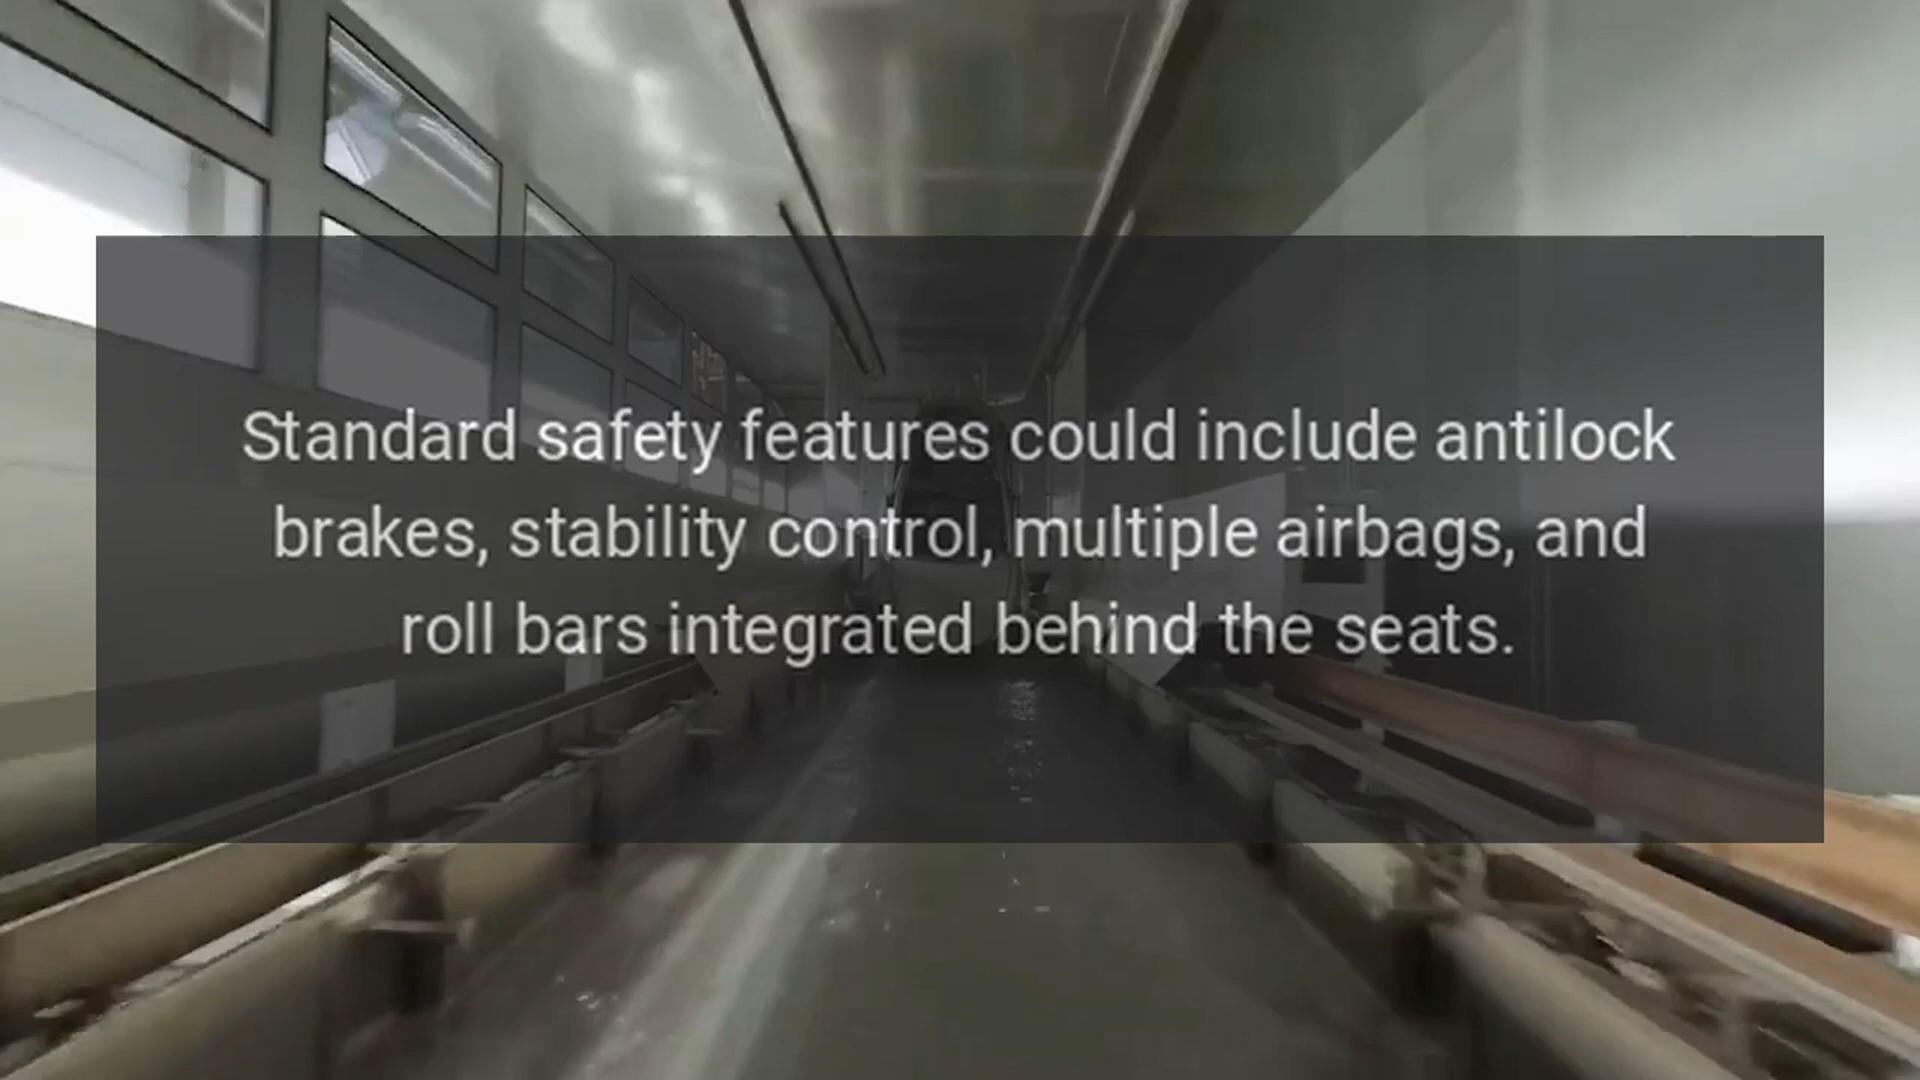 Standard safety features could include antilock
brakes, stability control, multiple airbags, and
roll bars integrated behind the seats.